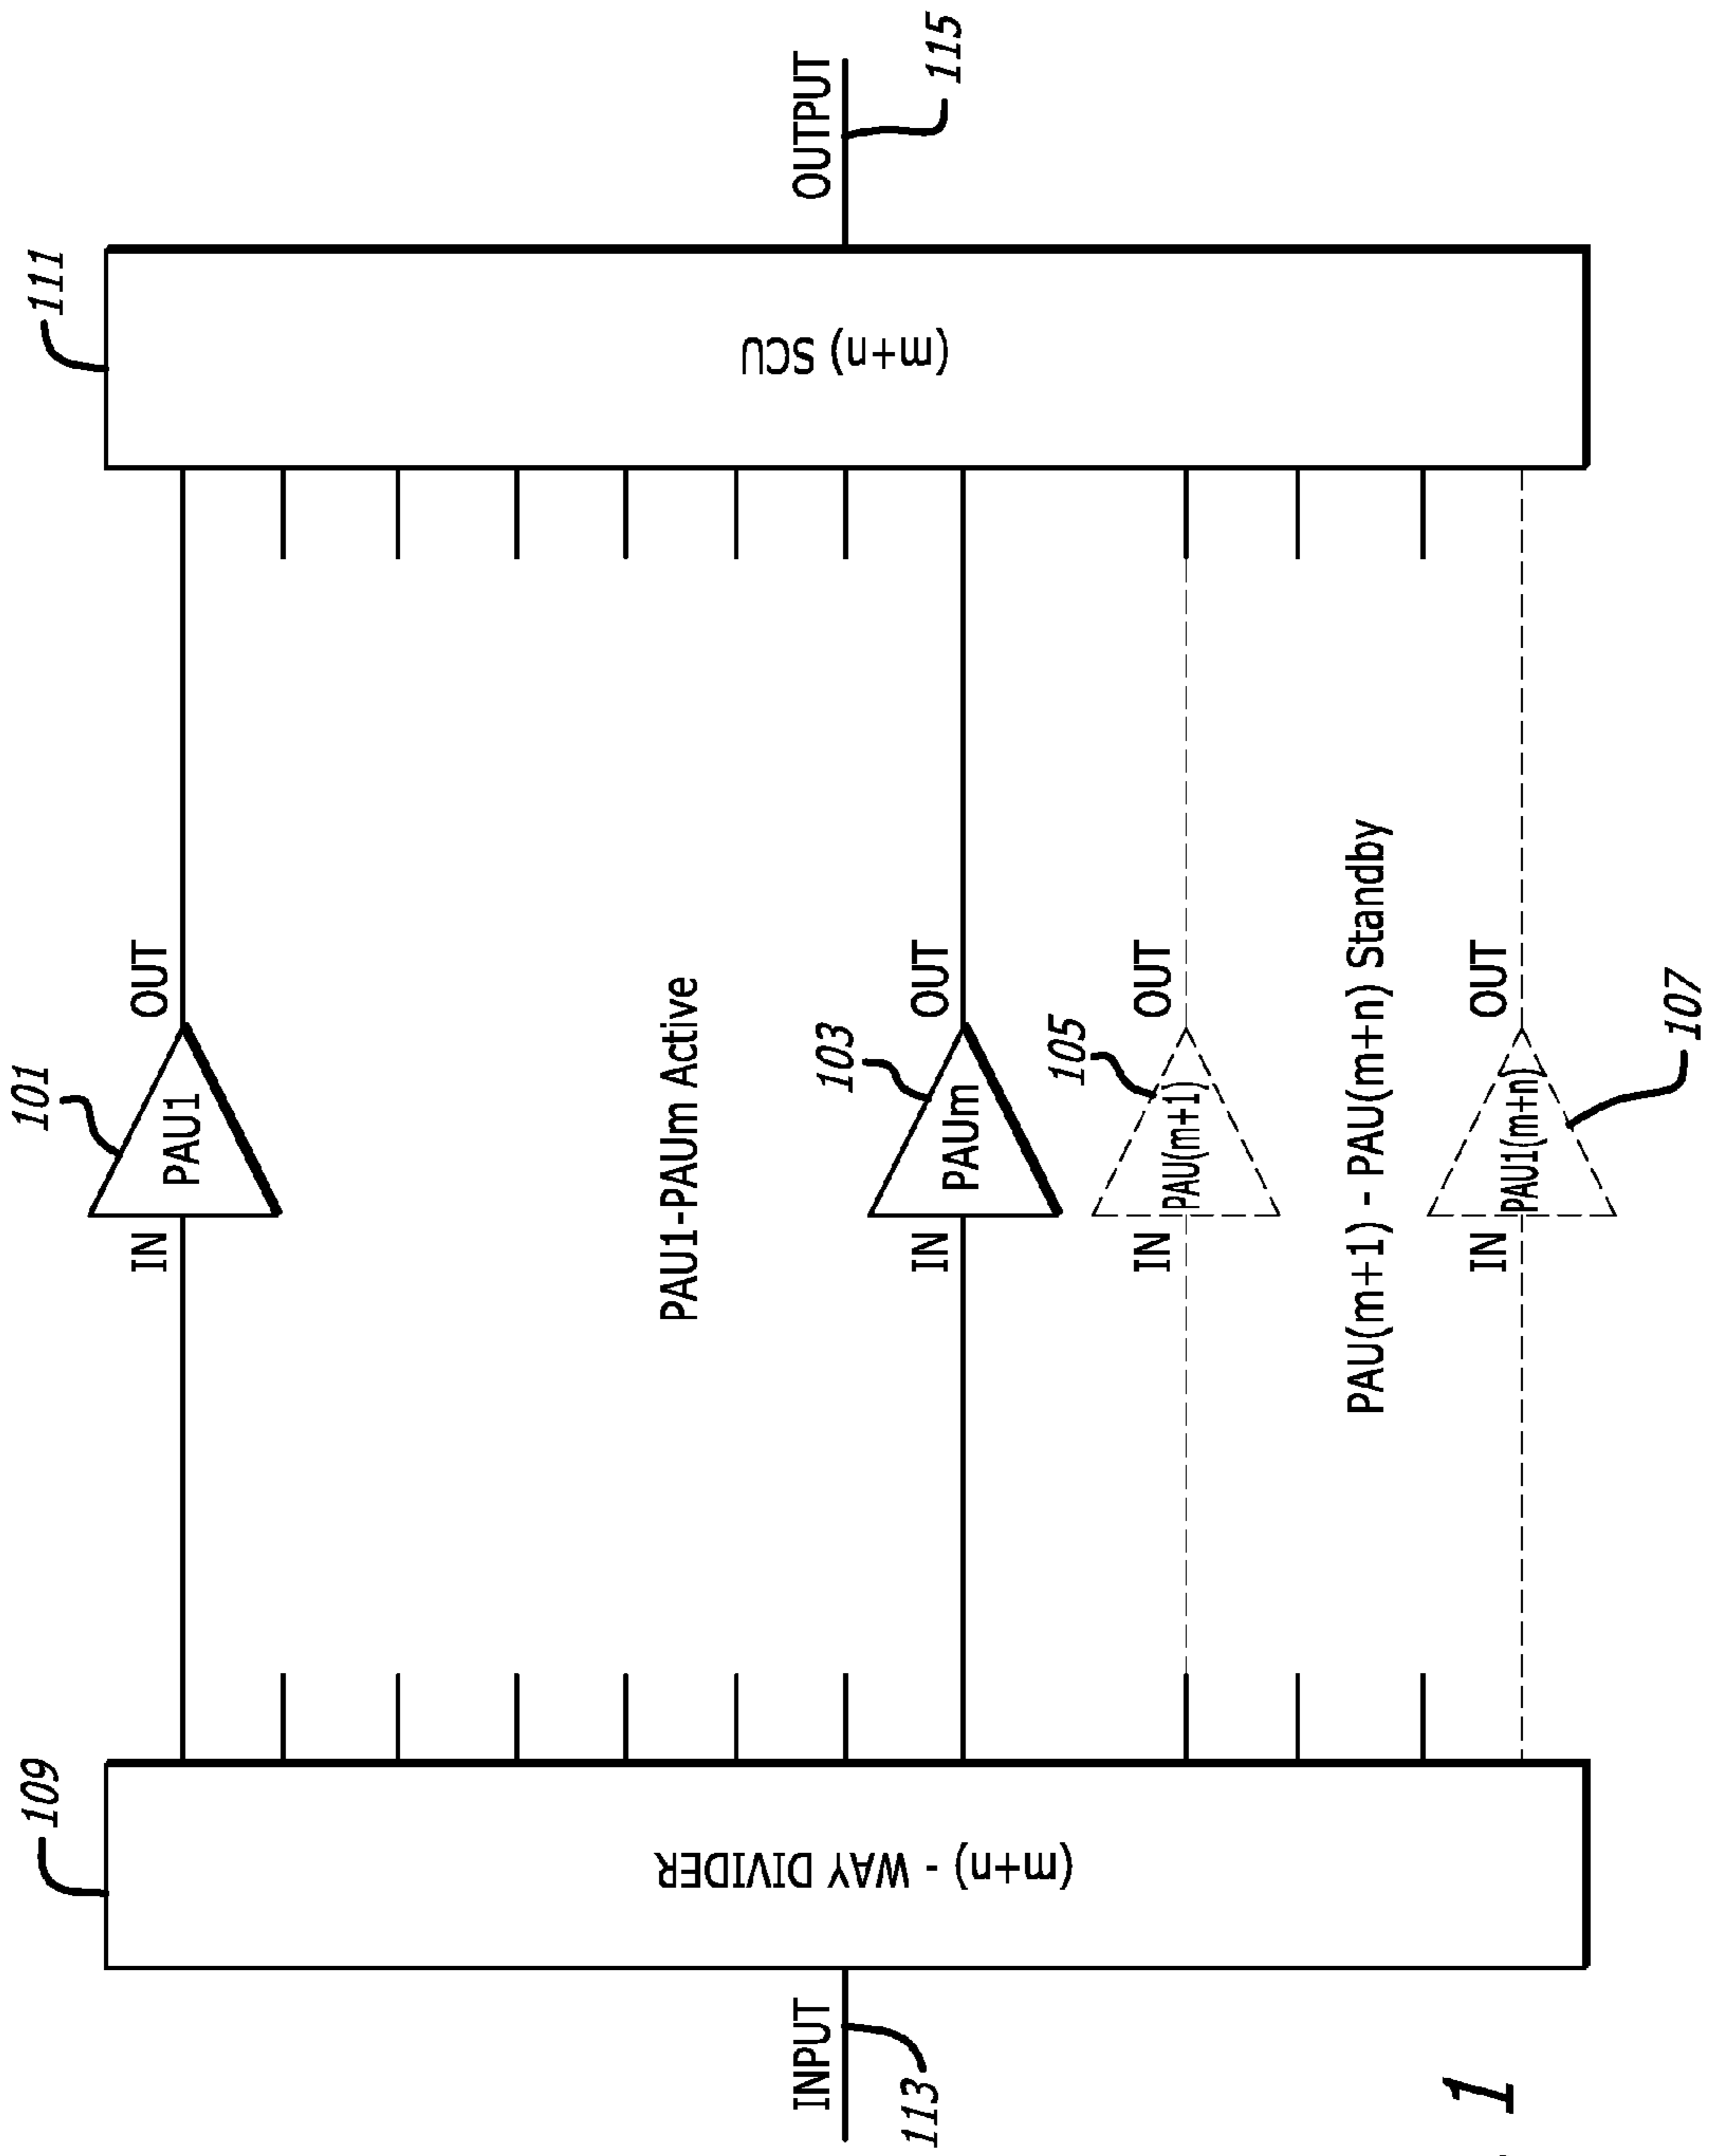 109
111
101
IN
PAU1
OUT
INPUT
113
(m+n) - WAY DIVIDER
PAU1-PAUm Active
(m+n) SCU
OUTPUT
115
103
IN
PAUm
OUT
105
IN
PAU(m+1)
OUT
PAU(m+1) - PAU(m+n) Standby
IN
PAU1(m+n)
OUT
107
1